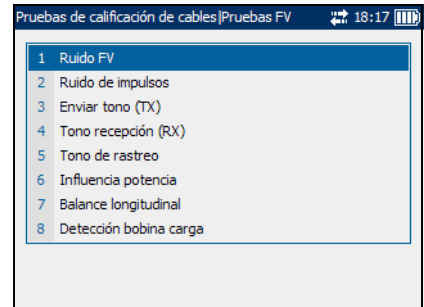 Pruebas de calificación de cables|Pruebas FV 18:17
1 Ruido FV
2 Ruido de impulsos
3 Enviar tono (TX)
4 Tono recepción (RX)
5 Tono de rastreo
6 Influencia potencia
7 Balance longitudinal
8 Detección bobina carga